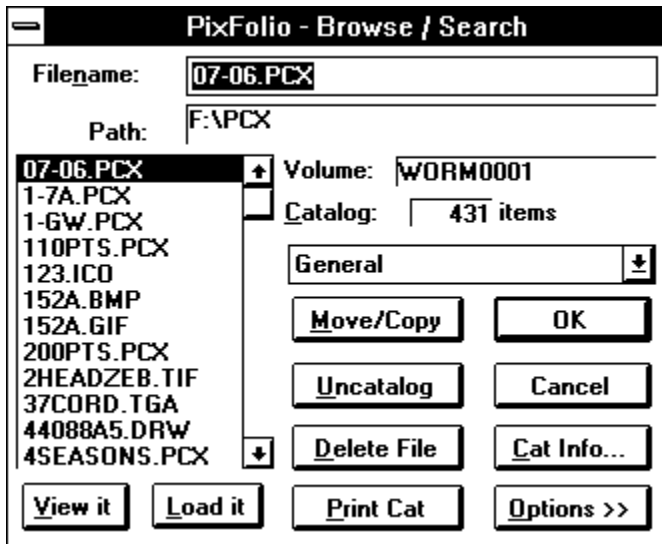 PixFolio - Browse / Search
Filename: 07-06.PCX
Path: F:\PCX
07-06.PCX
1-7A.PCX
1-GW.PCX
110PTS.PCX
123.ICO
152A.BMP
152A.GIF
200PTS.PCX
2HEADZEB.TIF
37CORD.TGA
44088A5.DRW
4SEASONS.PCX
Volume: WORM0001
Catalog: 431 items
General
Move/Copy OK
Uncatalog Cancel
Delete File Cat Info...
View it Load it Print Cat Options >>